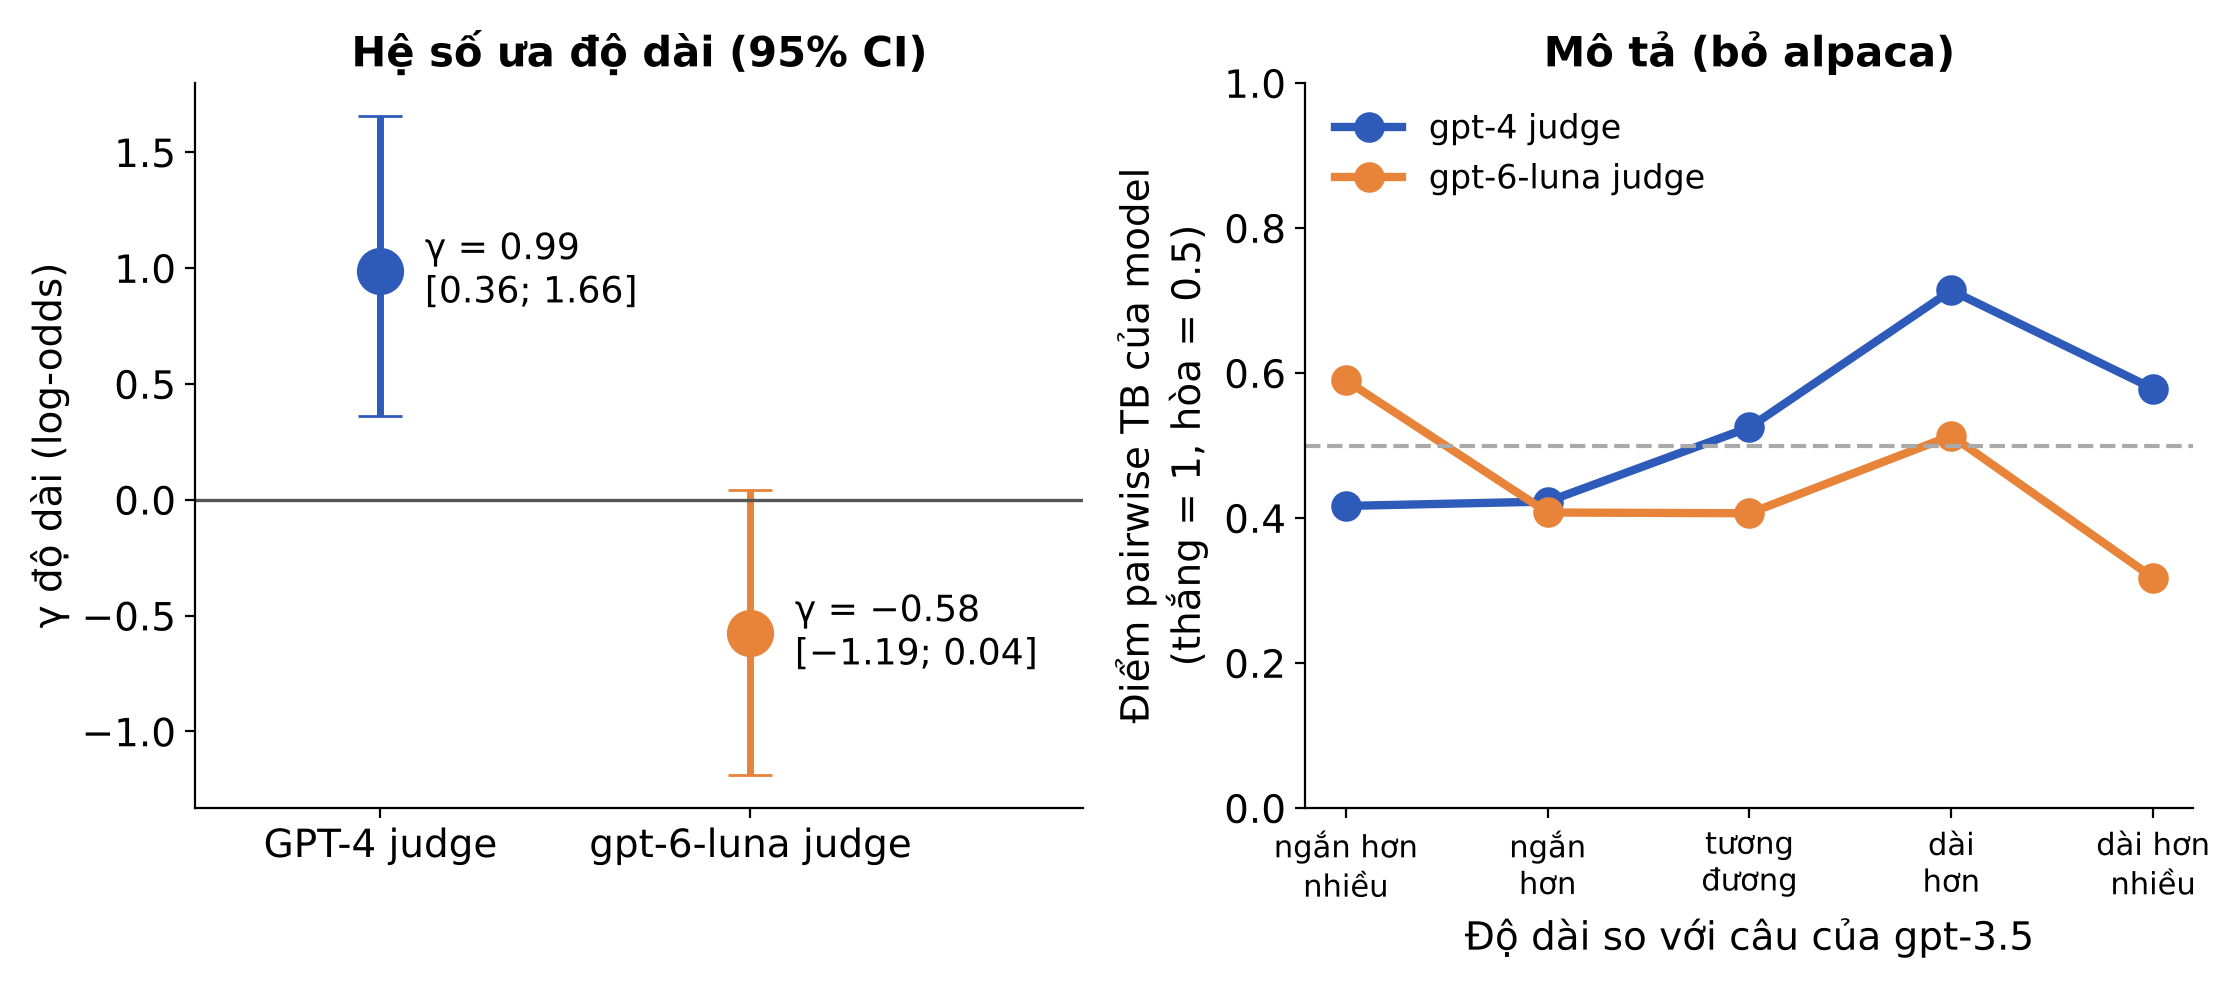 Hệ số ưa độ dài (95% CI)
γ độ dài (log-odds)
1.5
1.0
0.5
0.0
−0.5
−1.0
γ = 0.99
[0.36; 1.66]
γ = −0.58
[−1.19; 0.04]
GPT-4 judge
gpt-6-luna judge
Mô tả (bỏ alpaca)
Điểm pairwise TB của model
(thắng = 1, hòa = 0.5)
1.0
0.8
0.6
0.4
0.2
0.0
gpt-4 judge
gpt-6-luna judge
ngắn hơn
nhiều
ngắn
hơn
tương
đương
dài
hơn
dài hơn
nhiều
Độ dài so với câu của gpt-3.5